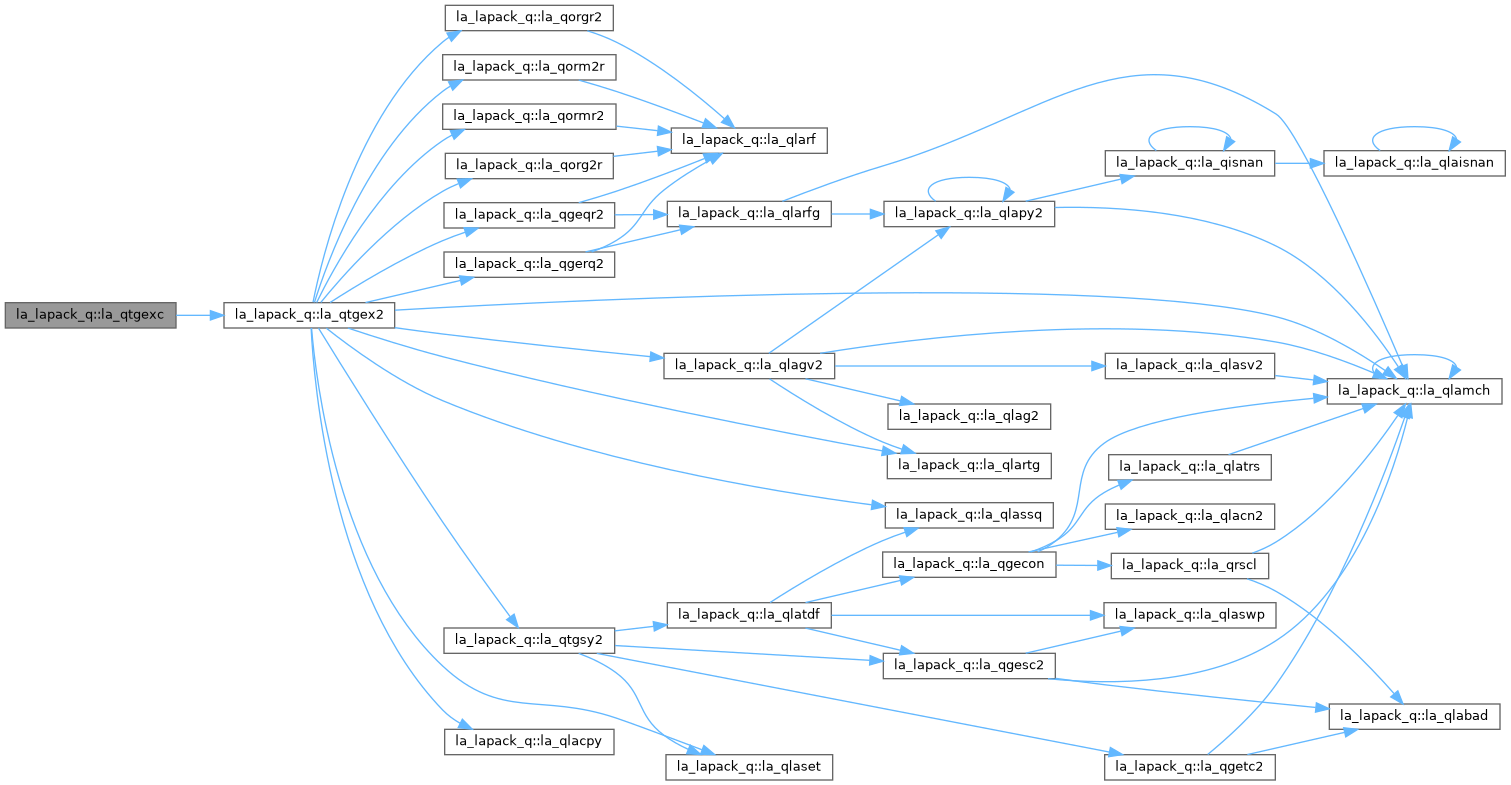 la_lapack_q::la_qtgexc
la_lapack_q::la_qtgex2
la_lapack_q::la_qorgr2
la_lapack_q::la_qorm2r
la_lapack_q::la_qormr2
la_lapack_q::la_qorg2r
la_lapack_q::la_qgeqr2
la_lapack_q::la_qgerq2
la_lapack_q::la_qtgsy2
la_lapack_q::la_qlacpy
la_lapack_q::la_qlarf
la_lapack_q::la_qlarfg
la_lapack_q::la_qlagv2
la_lapack_q::la_qlatdf
la_lapack_q::la_qlaset
la_lapack_q::la_qlapy2
la_lapack_q::la_qlag2
la_lapack_q::la_qlartg
la_lapack_q::la_qlassq
la_lapack_q::la_qgecon
la_lapack_q::la_qgesc2
la_lapack_q::la_qisnan
la_lapack_q::la_qlasv2
la_lapack_q::la_qlatrs
la_lapack_q::la_qlacn2
la_lapack_q::la_qrscl
la_lapack_q::la_qlaswp
la_lapack_q::la_qgetc2
la_lapack_q::la_qlaisnan
la_lapack_q::la_qlamch
la_lapack_q::la_qlabad